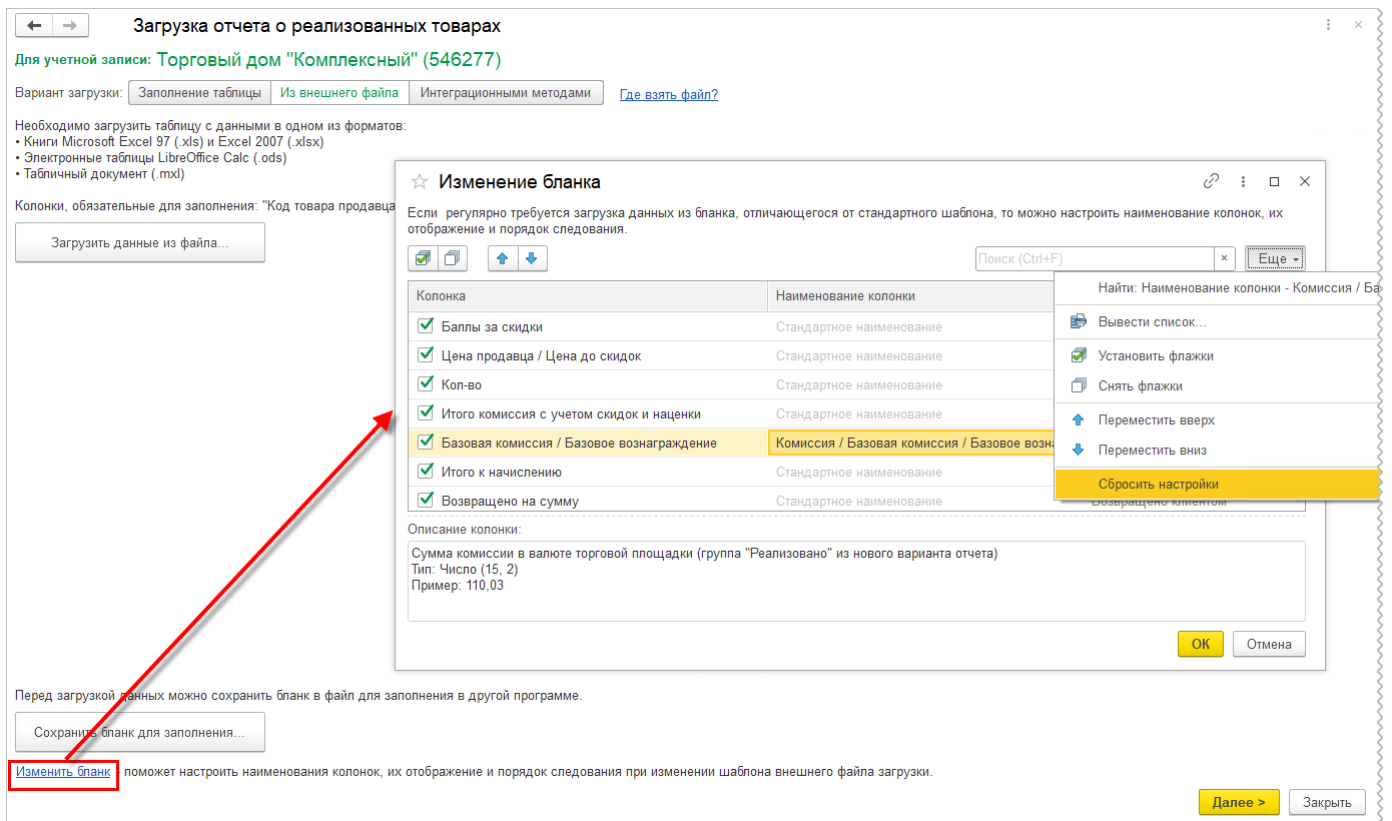 Загрузка отчета о реализованных товарах
Для учетной записи: Торговый дом "Комплексный" (546277)
Вариант загрузки: Заполнение таблицы Из внешнего файла Интеграционными методами Где взять файл?
Необходимо загрузить таблицу с данными в одном из форматов:
• Книги Microsoft Excel 97 (.xls) и Excel 2007 (.xlsx)
• Электронные таблицы LibreOffice Calc (.ods)
• Табличный документ (.mxl)
Колонки, обязательные для заполнения: "Код товара продавца
Загрузить данные из файла...
Изменение бланка
Если регулярно требуется загрузка данных из бланка, отличающегося от стандартного шаблона, то можно настроить наименование колонок, их
отображение и порядок следования.
Поиск (Ctrl+F) × Еще
Колонка Наименование колонки
Баллы за скидки Стандартное наименование
Цена продавца / Цена до скидок Стандартное наименование
Кол-во Стандартное наименование
Итого комиссия с учетом скидок и наценки Стандартное наименование
Базовая комиссия / Базовое вознаграждение Комиссия / Базовая комиссия / Базовое возна
Итого к начислению Стандартное наименование
Возвращено на сумму Стандартное наименование Возвращено клиентом
Найти: Наименование колонки - Комиссия / Ба
Вывести список...
Установить флажки
Снять флажки
Переместить вверх
Переместить вниз
Сбросить настройки
Описание колонки:
Сумма комиссии в валюте торговой площадки (группа "Реализовано" из нового варианта отчета)
Тип: Число (15, 2)
Пример: 110,03
ОК Отмена
Перед загрузкой данных можно сохранить бланк в файл для заполнения в другой программе.
Сохранить бланк для заполнения...
Изменить бланк - поможет настроить наименования колонок, их отображение и порядок следования при изменении шаблона внешнего файла загрузки.
Далее > Закрыть